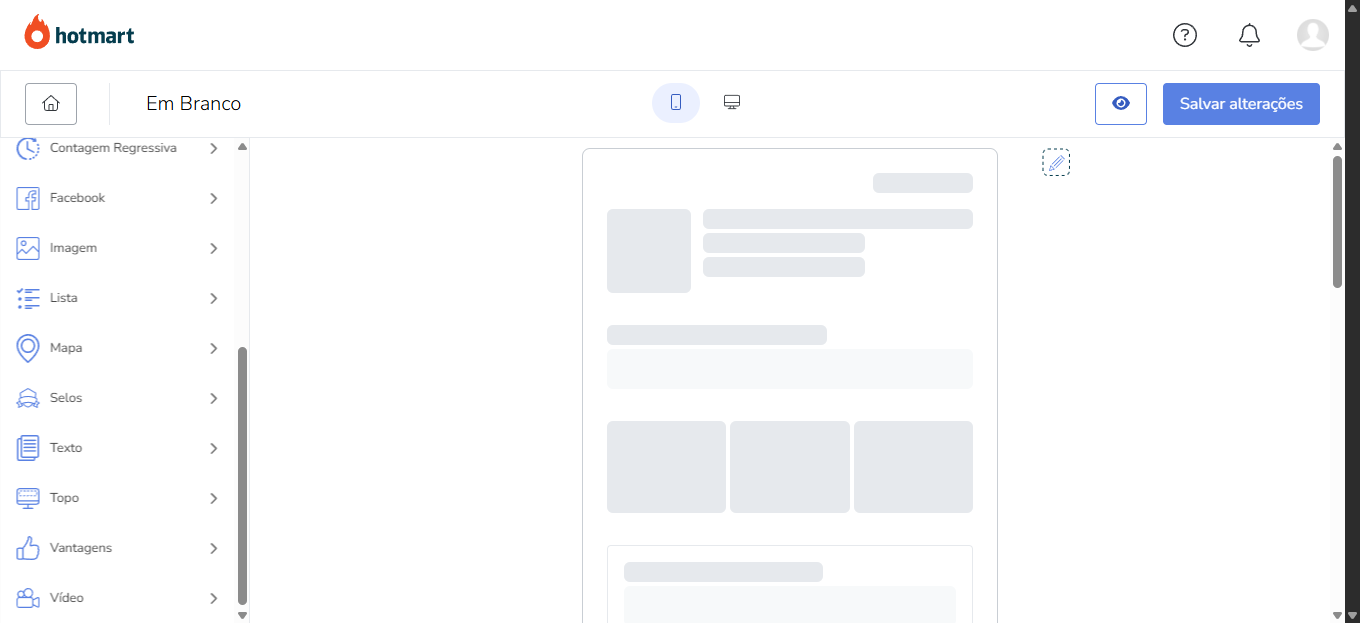 hotmart
Em Branco
Salvar alterações
Contagem Regressiva
Facebook
Imagem
Lista
Mapa
Selos
Texto
Topo
Vantagens
Vídeo